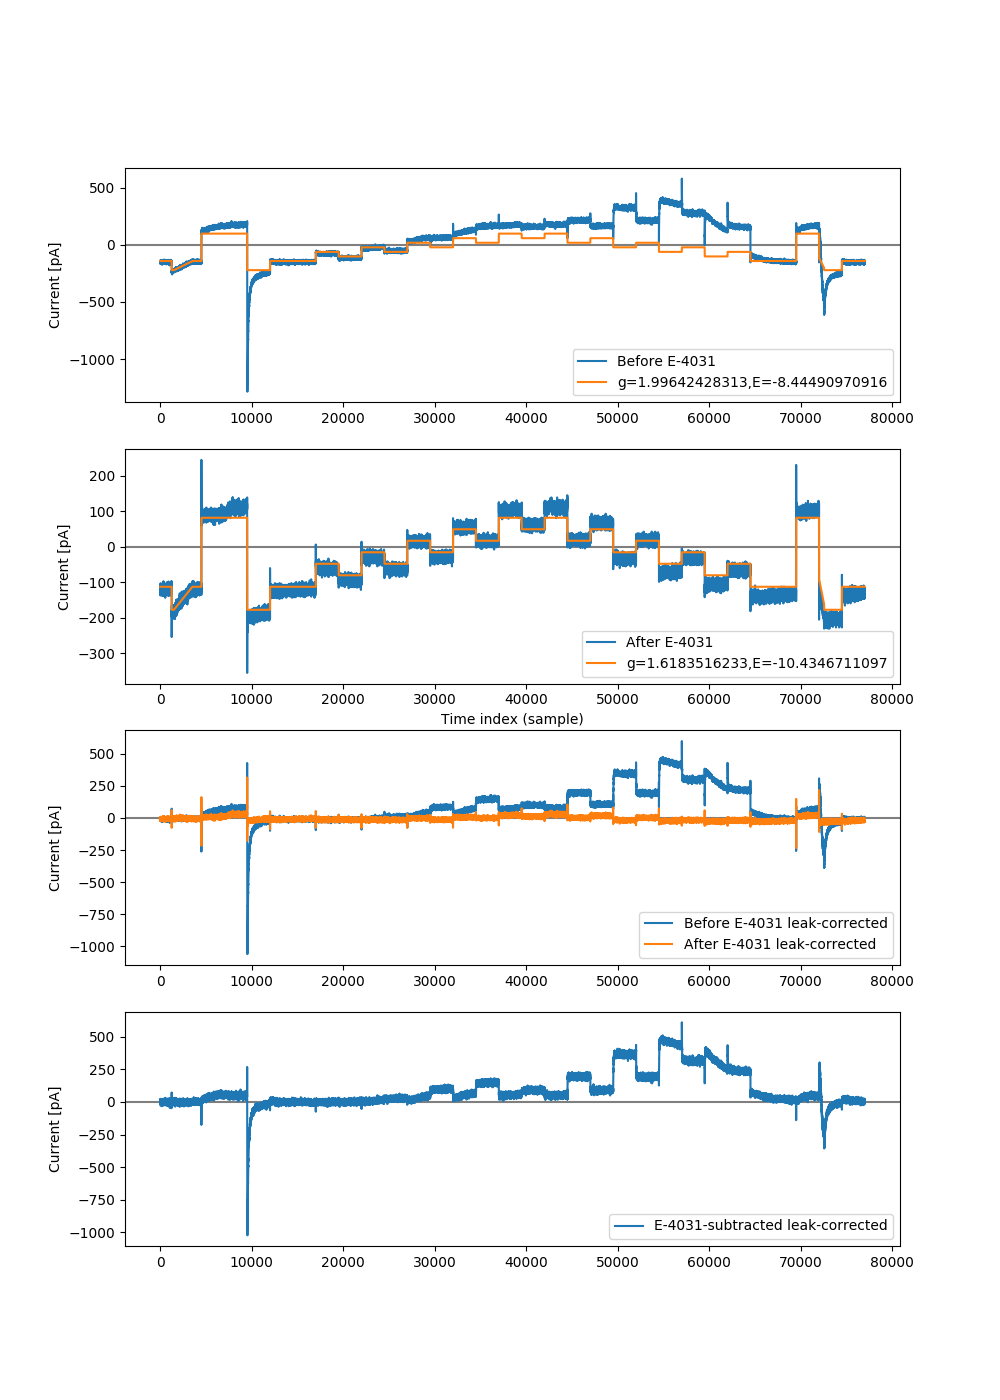 500
0
−500
−1000
Current [pA]
Before E-4031
g=1.99642428313,E=-8.44490970916
0 10000 20000 30000 40000 50000 60000 70000 80000
200
100
0
−100
−200
−300
Current [pA]
After E-4031
g=1.6183516233,E=-10.4346711097
0 10000 20000 30000 40000 50000 60000 70000 80000
Time index (sample)
500
250
0
−250
−500
−750
−1000
Current [pA]
Before E-4031 leak-corrected
After E-4031 leak-corrected
0 10000 20000 30000 40000 50000 60000 70000 80000
500
250
0
−250
−500
−750
−1000
Current [pA]
E-4031-subtracted leak-corrected
0 10000 20000 30000 40000 50000 60000 70000 80000